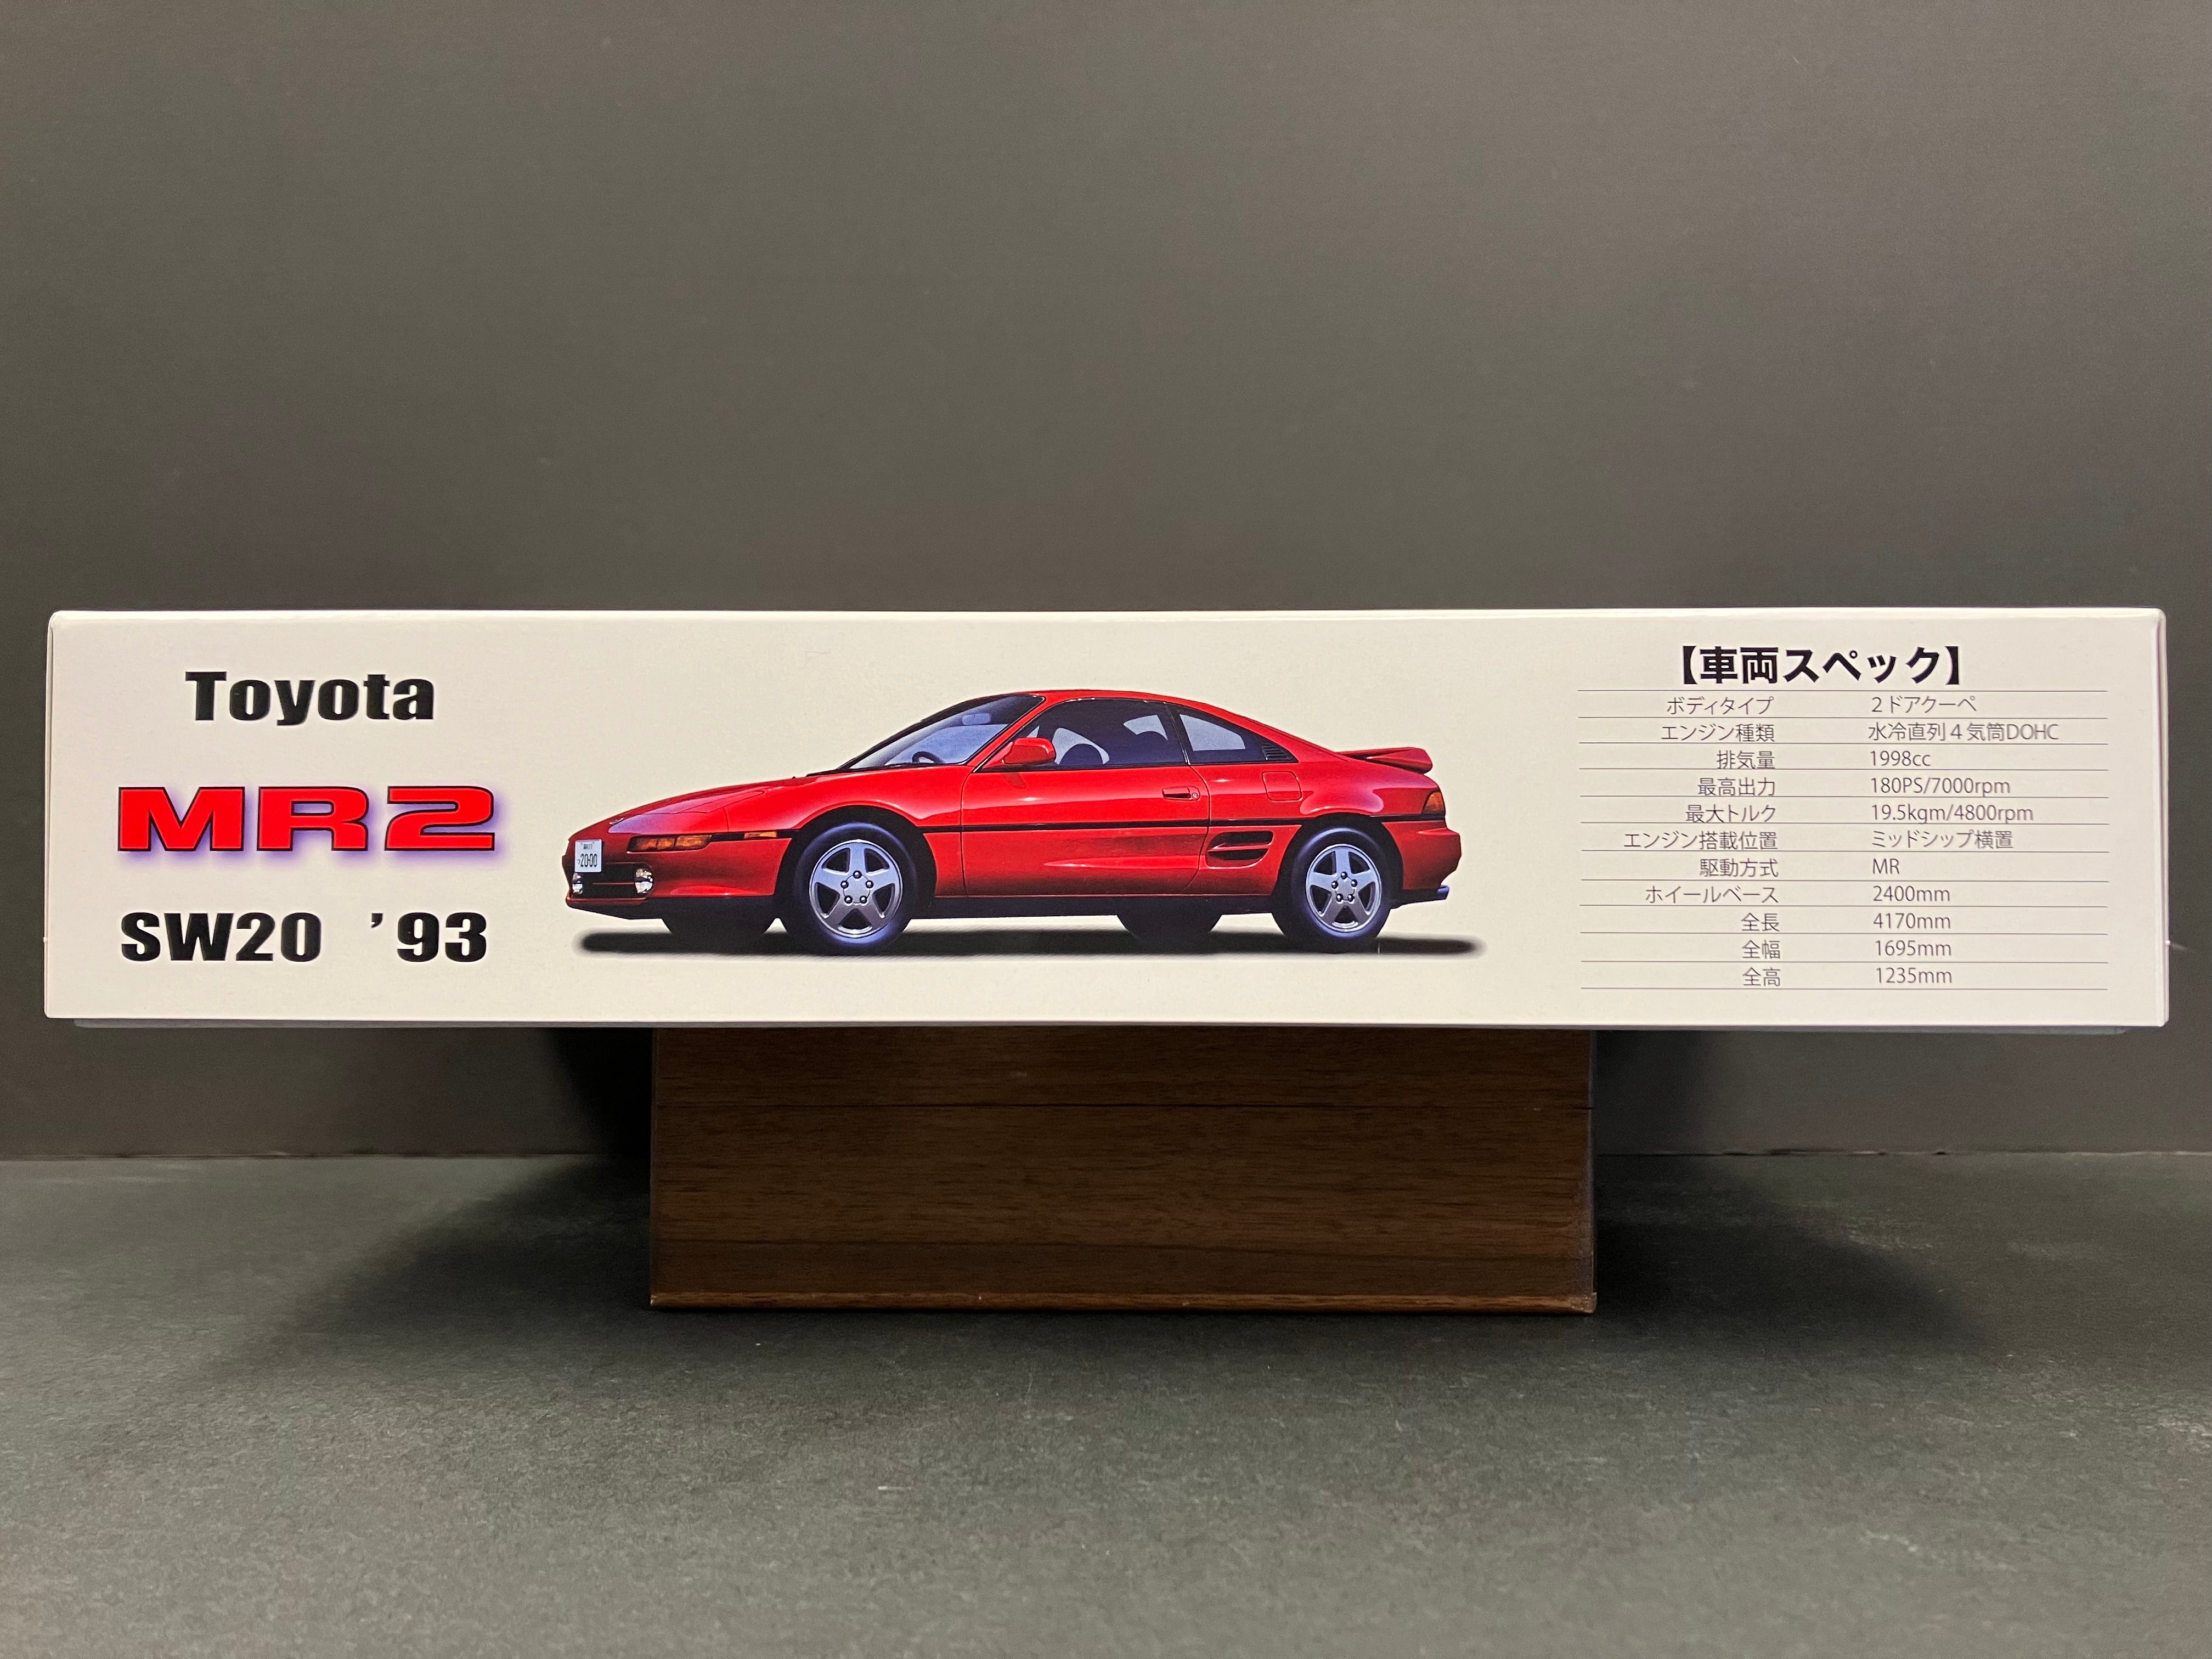 Toyota
MR2
SW20 '93
20-00
【車両スペック】
ボディタイプ 2ドアクーペ
エンジン種類 水冷直列4気筒DOHC
排気量 1998cc
最高出力 180PS/7000rpm
最大トルク 19.5kgm/4800rpm
エンジン搭載位置 ミッドシップ横置
駆動方式 MR
ホイールベース 2400mm
全長 4170mm
全幅 1695mm
全高 1235mm